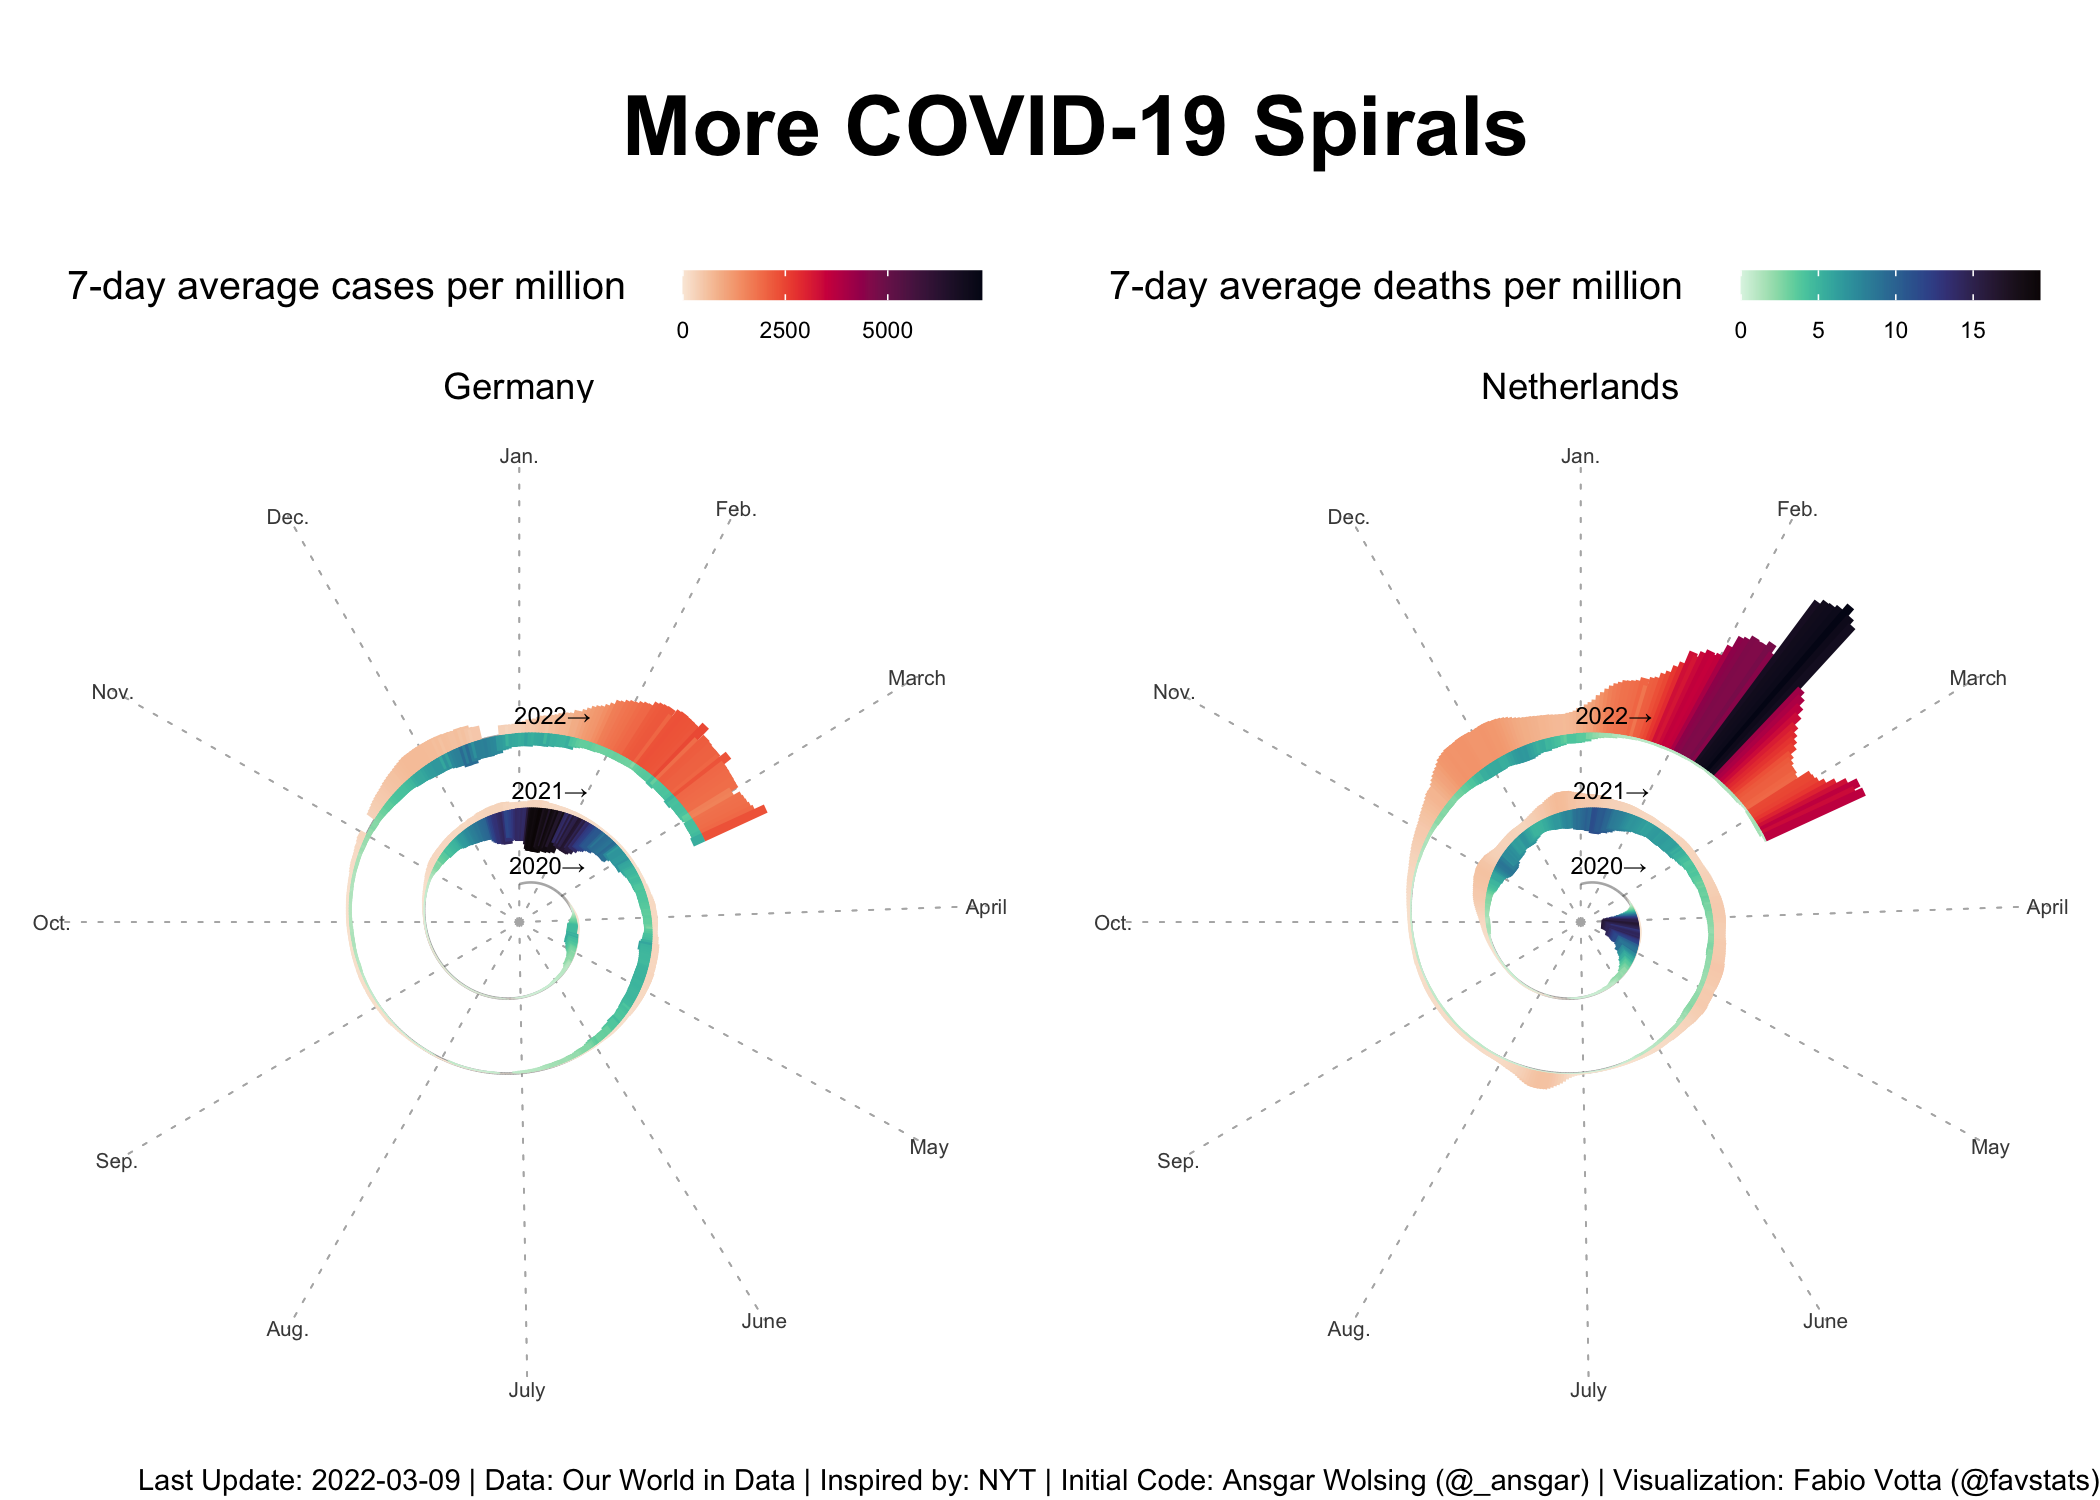 More COVID-19 Spirals
7-day average cases per million
0 2500 5000
7-day average deaths per million
0 5 10 15
Germany
Jan.
Feb.
March
April
May
June
July
Aug.
Sep.
Oct.
Nov.
Dec.
2022→
2021→
2020→
Netherlands
Jan.
Feb.
March
April
May
June
July
Aug.
Sep.
Oct.
Nov.
Dec.
2022→
2021→
2020→
Last Update: 2022-03-09 | Data: Our World in Data | Inspired by: NYT | Initial Code: Ansgar Wolsing (@_ansgar) | Visualization: Fabio Votta (@favstats)